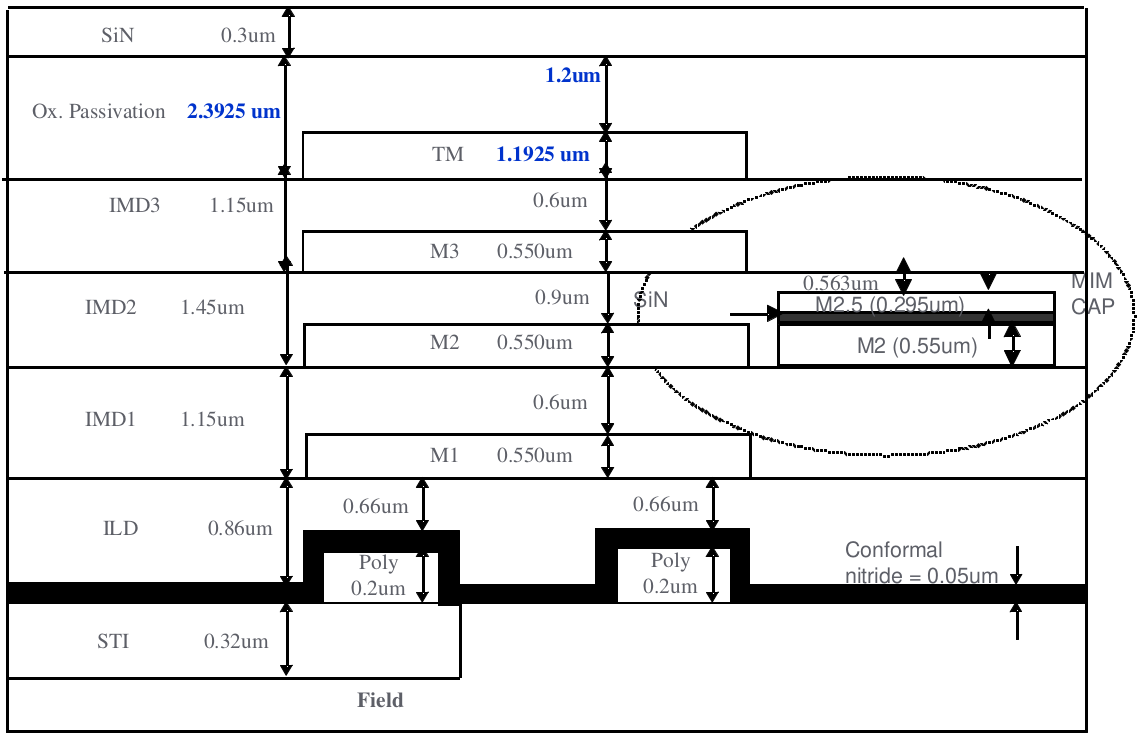 SiN 0.3um
1.2um
Ox. Passivation 2.3925 um
TM 1.1925 um
IMD3 1.15um
0.6um
M3 0.550um
IMD2 1.45um
0.9um
SiN
0.563um
MIM
CAP
M2.5 (0.295um)
M2 0.550um
M2 (0.55um)
IMD1 1.15um
0.6um
M1 0.550um
ILD 0.86um
0.66um
0.66um
Poly
0.2um
Poly
0.2um
Conformal
nitride = 0.05um
STI 0.32um
Field